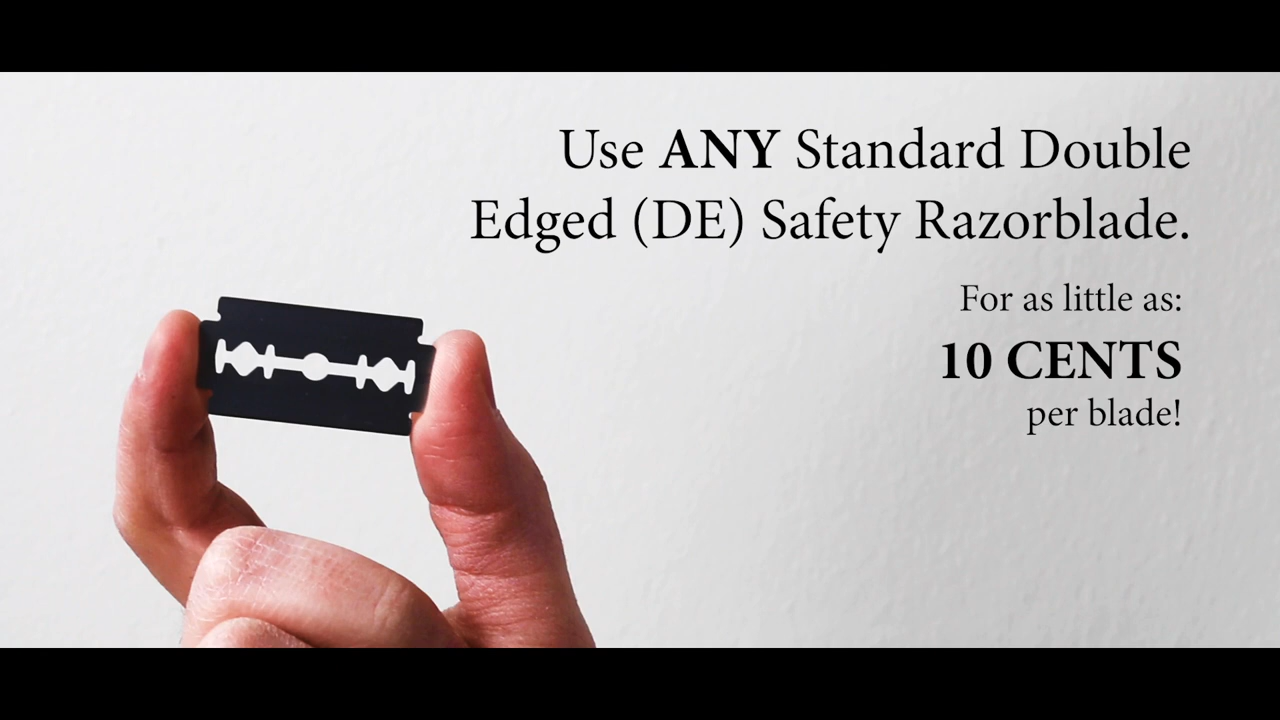 Use ANY Standard Double
Edged (DE) Safety Razorblade.
For as little as:
10 CENTS
per blade!